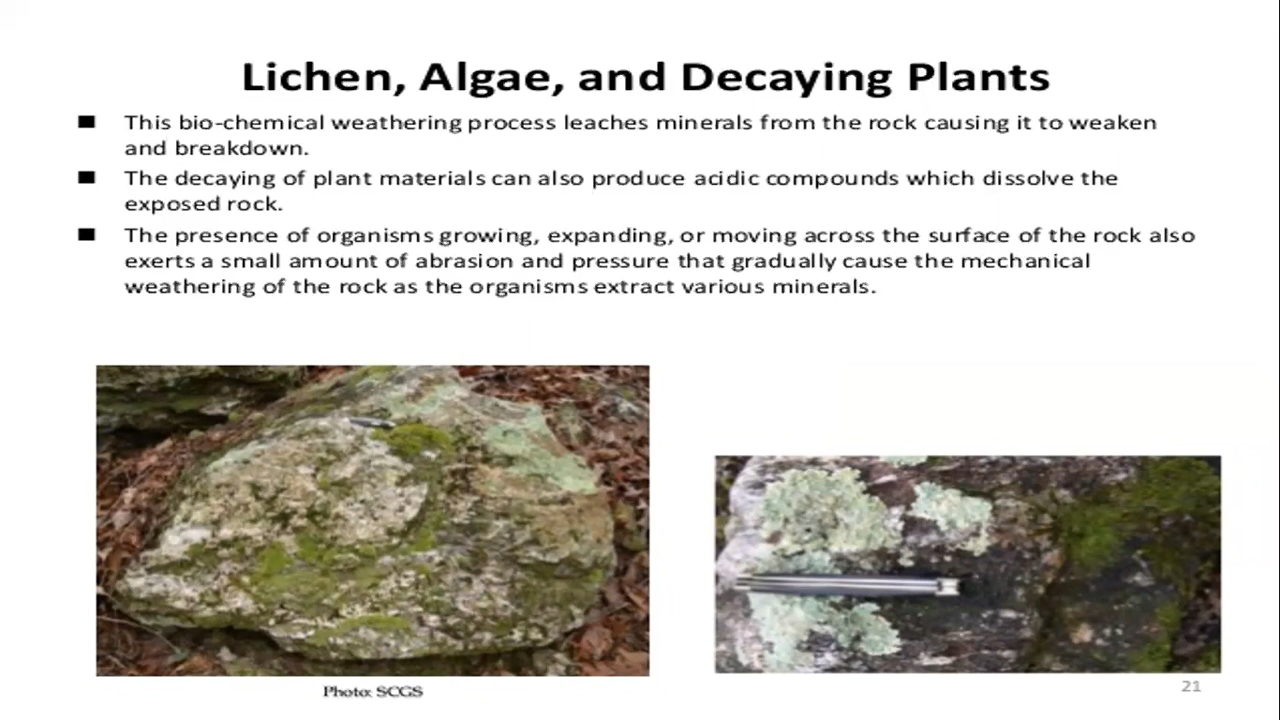 Lichen, Algae, and Decaying Plants
■ This bio-chemical weathering process leaches minerals from the rock causing it to weaken
and breakdown.
■ The decaying of plant materials can also produce acidic compounds which dissolve the
exposed rock.
■ The presence of organisms growing, expanding, or moving across the surface of the rock also
exerts a small amount of abrasion and pressure that gradually cause the mechanical
weathering of the rock as the organisms extract various minerals.
Photo: SCGS
21